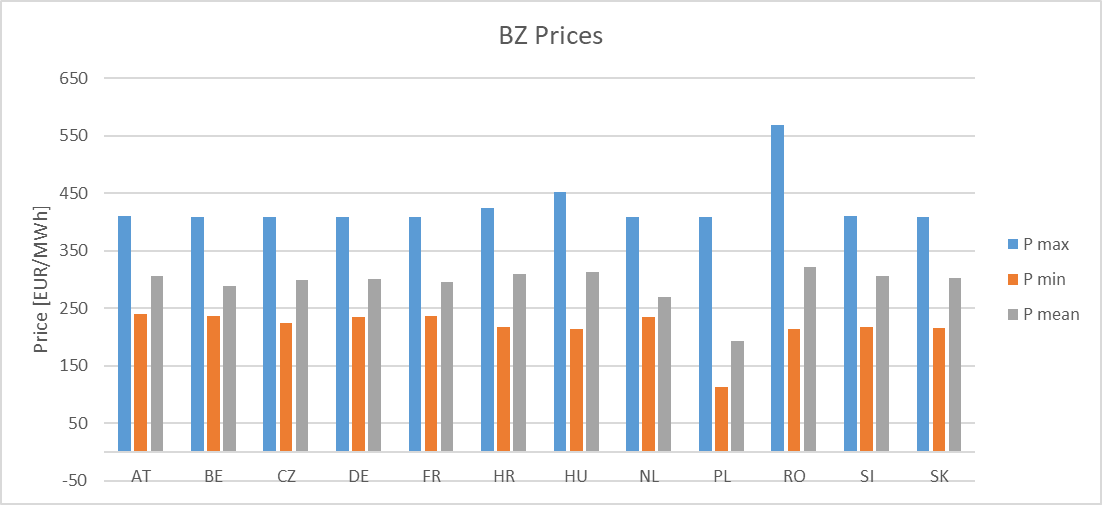 BZ Prices
Price [EUR/MWh]
650
550
450
350
250
150
50
-50
AT BE CZ DE FR HR HU NL PL RO SI SK
P max
P min
P mean